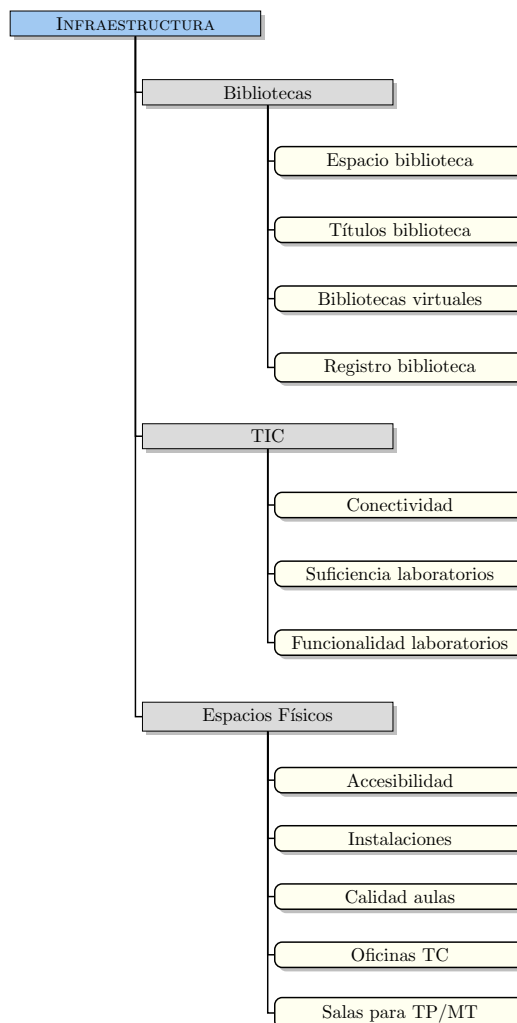 INFRAESTRUCTURA
Bibliotecas
Espacio biblioteca
Títulos biblioteca
Bibliotecas virtuales
Registro biblioteca
TIC
Conectividad
Suficiencia laboratorios
Funcionalidad laboratorios
Espacios Físicos
Accesibilidad
Instalaciones
Calidad aulas
Oficinas TC
Salas para TP/MT